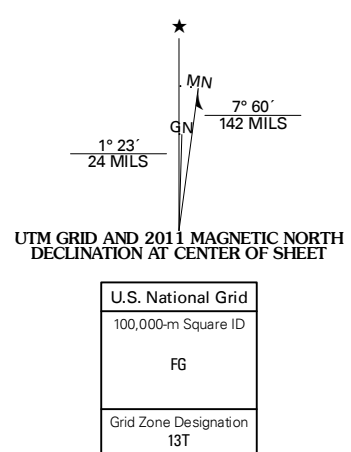 ★
MN
7° 60´
142 MILS
GN
1° 23´
24 MILS
UTM GRID AND 2011 MAGNETIC NORTH
DECLINATION AT CENTER OF SHEET
U.S. National Grid
100,000-m Square ID
FG
Grid Zone Designation
13T